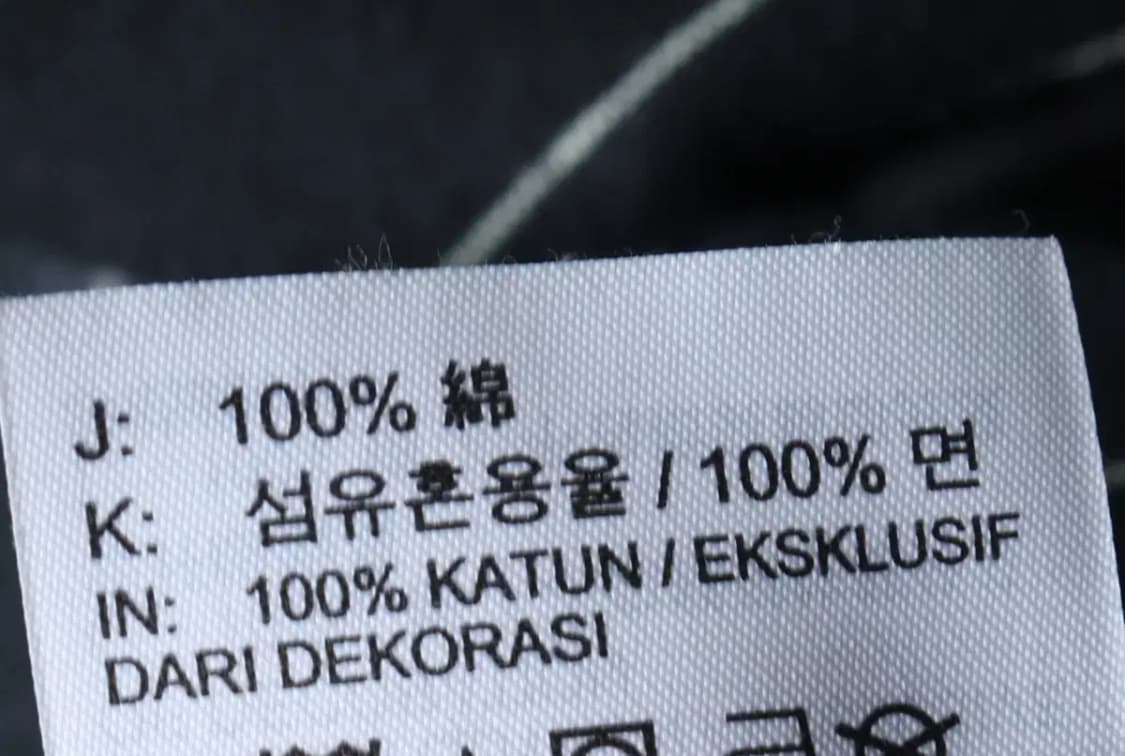 J: 100% 綿
K: 섬유혼용율 / 100% 면
IN: 100% KATUN / EKSKLUSIF
DARI DEKORASI